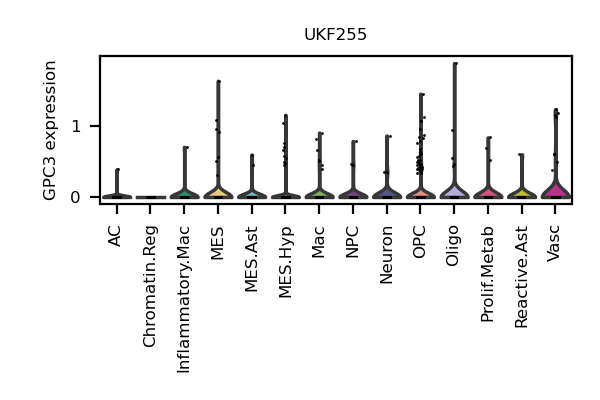 UKF255
GPC3 expression
1
0
AC
Chromatin.Reg
Inflammatory.Mac
MES
MES.Ast
MES.Hyp
Mac
NPC
Neuron
OPC
Oligo
Prolif.Metab
Reactive.Ast
Vasc